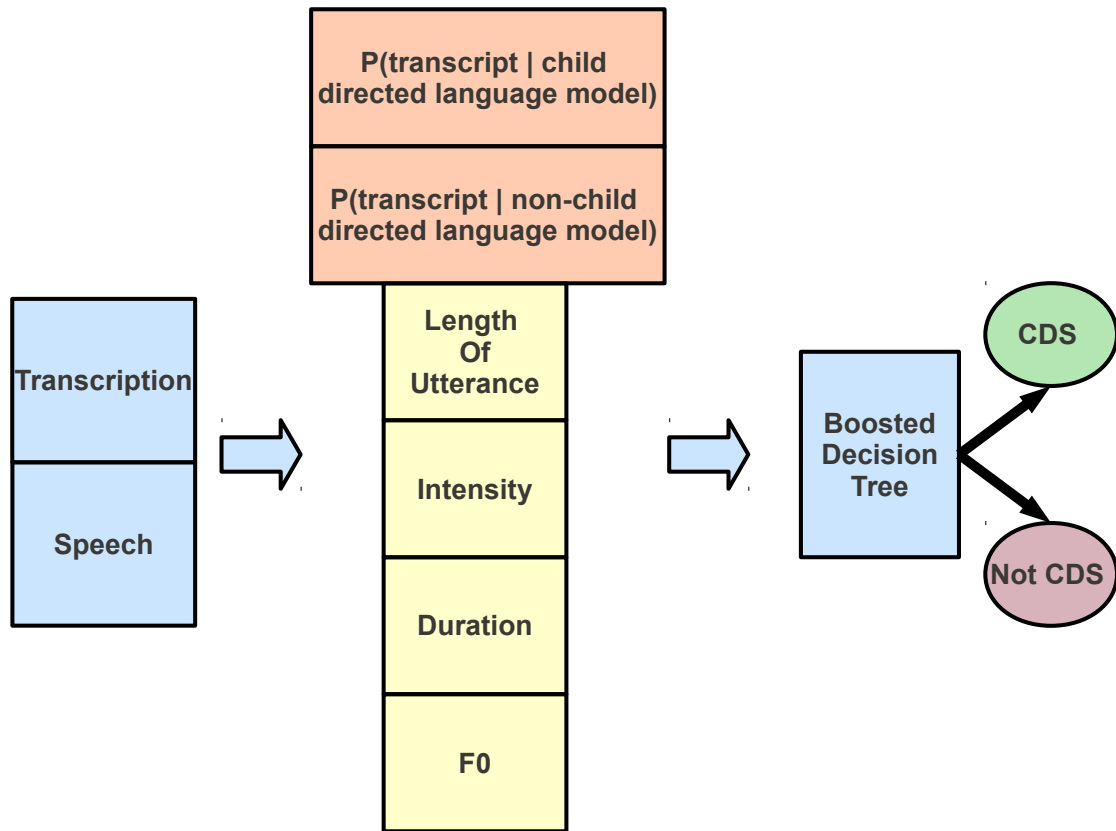 P(transcript | child
directed language model)
P(transcript | non-child
directed language model)
Transcription
Speech
Length
Of
Utterance
Intensity
Duration
F0
Boosted
Decision
Tree
CDS
Not CDS